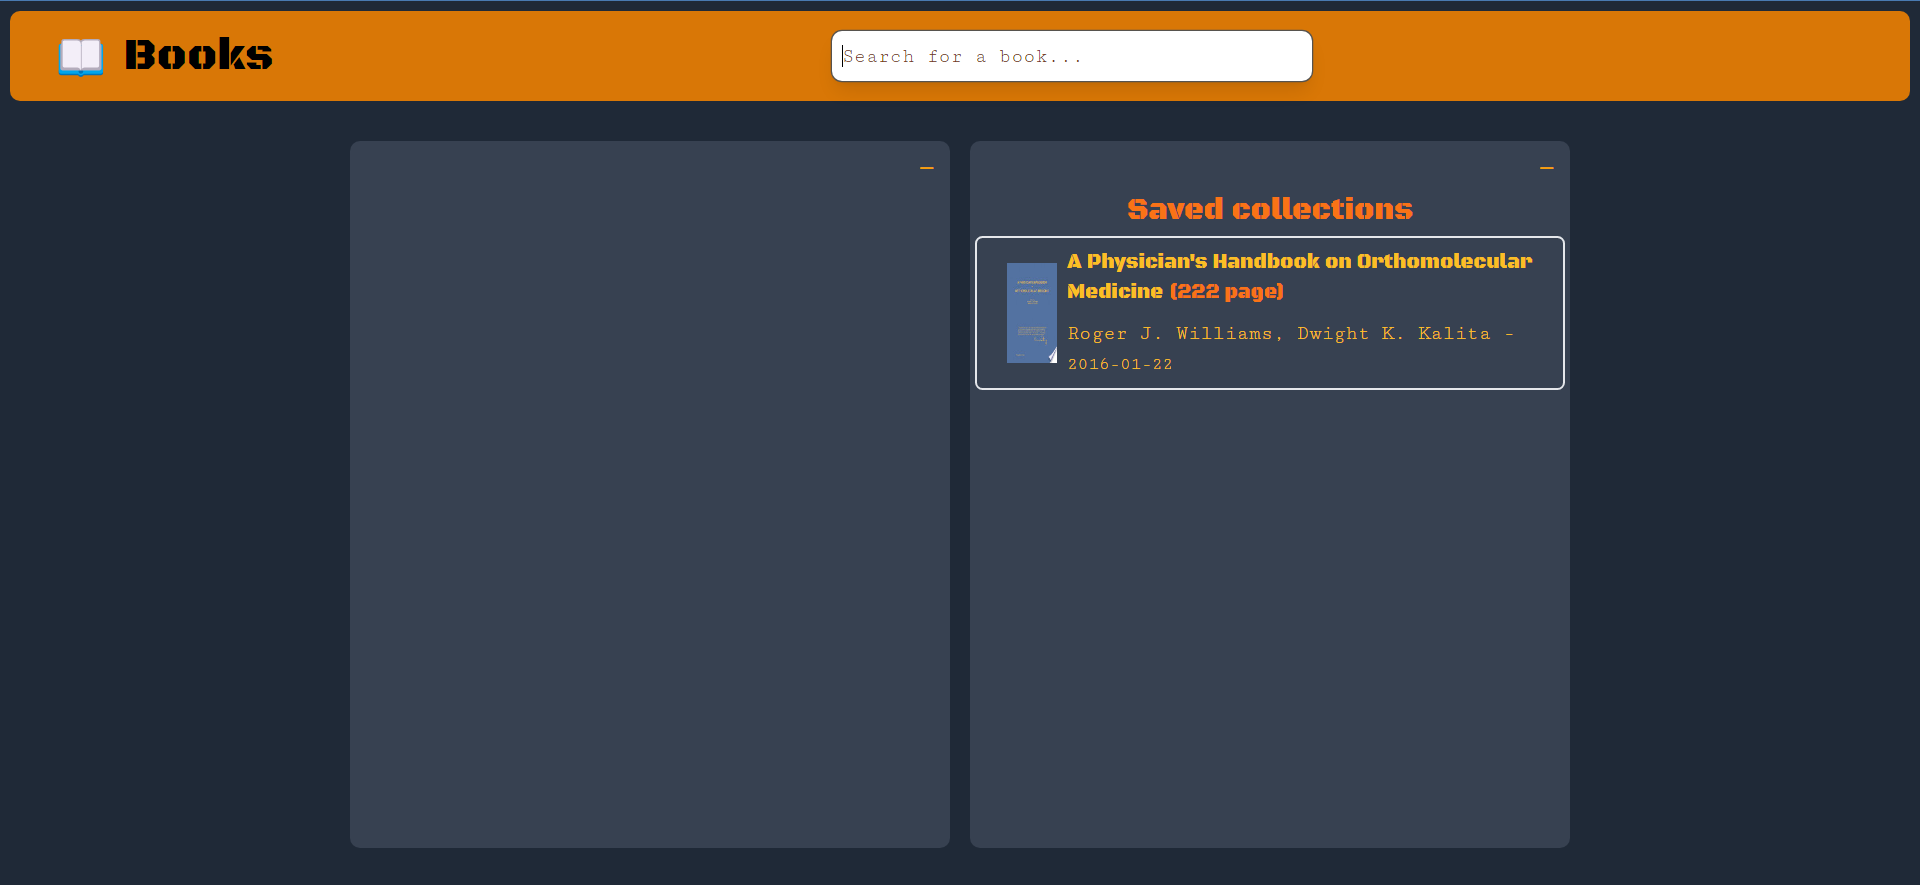 Books
Search for a book...
Saved collections
A Physician's Handbook on Orthomolecular
Medicine (222 page)
Roger J. Williams, Dwight K. Kalita -
2016-01-22